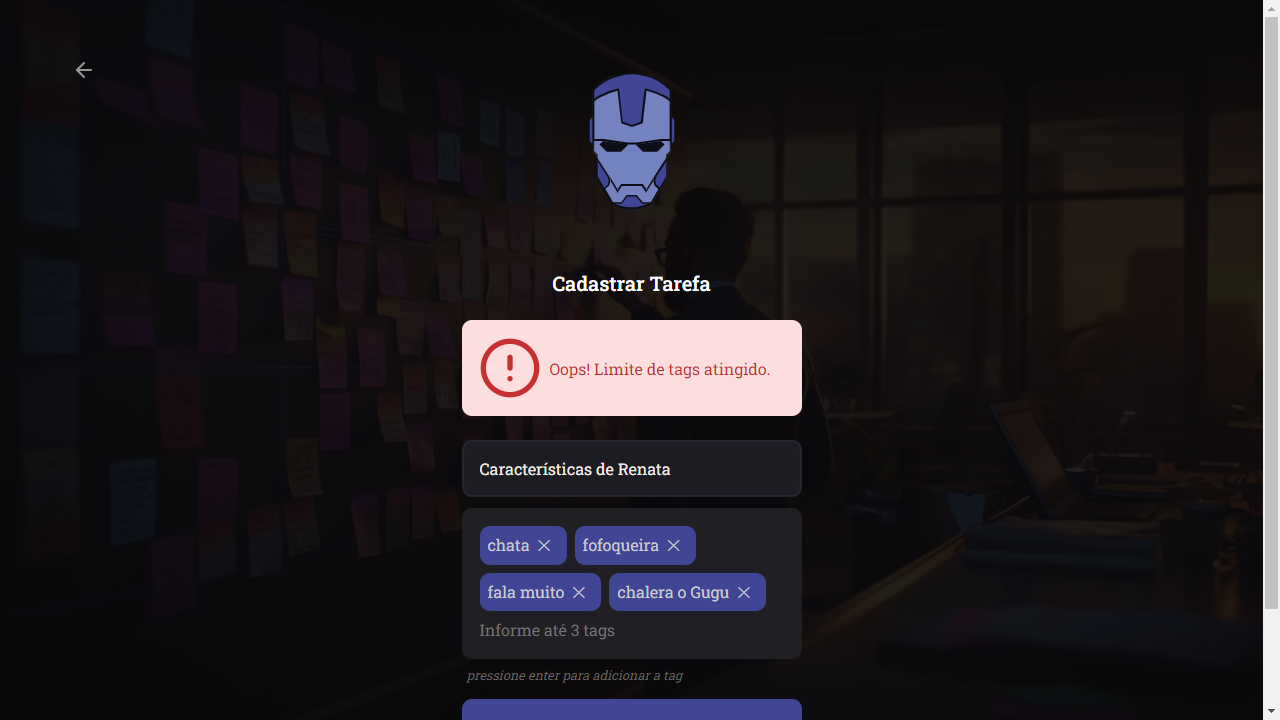 Cadastrar Tarefa
Oops! Limite de tags atingido.
Características de Renata
chata fofoqueira
fala muito chalera o Gugu
Informe até 3 tags
pressione enter para adicionar a tag